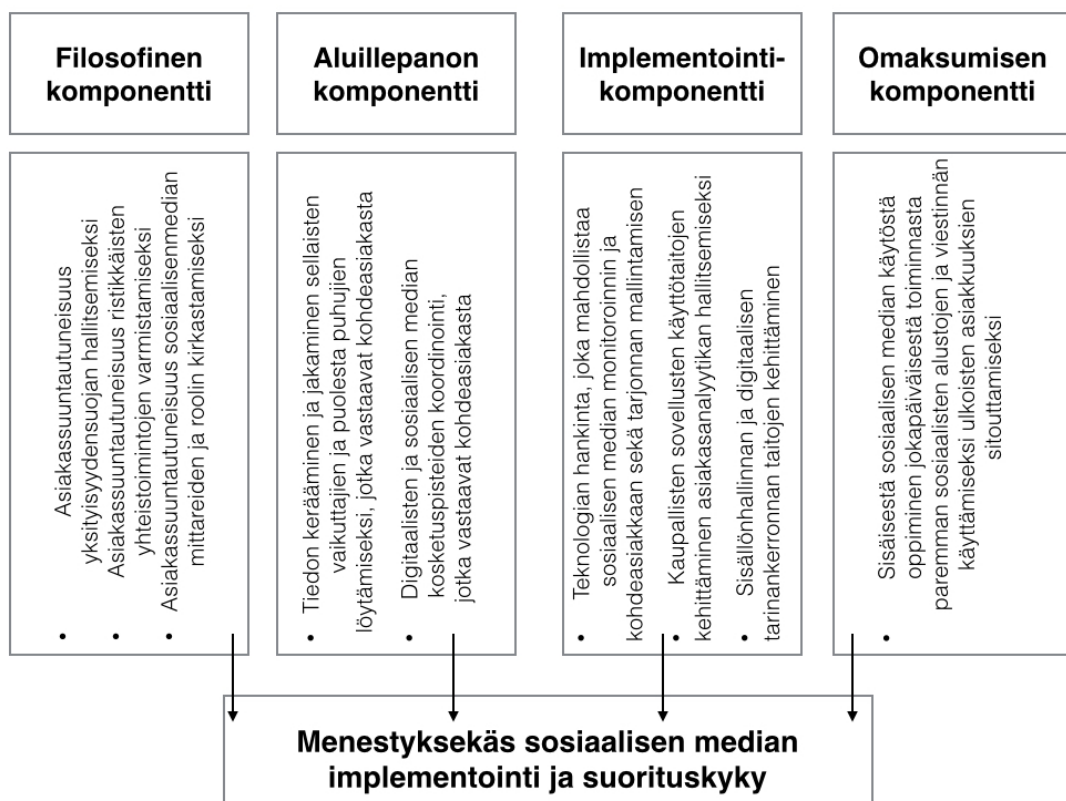 Filosofinen
komponentti
Aluillepanon
komponentti
Implementointi-
komponentti
Omaksumisen
komponentti
• Asiakassuuntautuneisuus
yksityisyydensuojan hallitsemiseksi
• Asiakassuuntautuneisuus ristikkäisten
yhteistoimintojen varmistamiseksi
• Asiakassuuntautuneisuus sosiaalisenmedian
mittareiden ja roolin kirkastamiseksi
• Tiedon kerääminen ja jakaminen sellaisten
vaikuttajien ja puolesta puhujien
löytämiseksi, jotka vastaavat kohdeasiakasta
• Digitaalisten ja sosiaalisen median
kosketuspisteiden koordinointi,
jotka vastaavat kohdeasiakasta
• Teknologian hankinta, joka mahdollistaa
sosiaalisen median monitoroinnin ja
kohdeasiakkaan sekä tarjonnan mallintamisen
• Kaupallisten sovellusten käyttötaitojen
kehittäminen asiakasanalyytikan hallitsemiseksi
• Sisällönhallinnan ja digitaalisen
tarinankerronnan taitojen kehittäminen
• Sisäisestä sosiaalisen median käytöstä
oppiminen jokapäiväisestä toiminnasta
paremman sosiaalisten alustojen ja viestinnän
käyttämiseksi ulkoisten asiakkuuksien
sitouttamiseksi
Menestyksekäs sosiaalisen median
implementointi ja suorituskyky